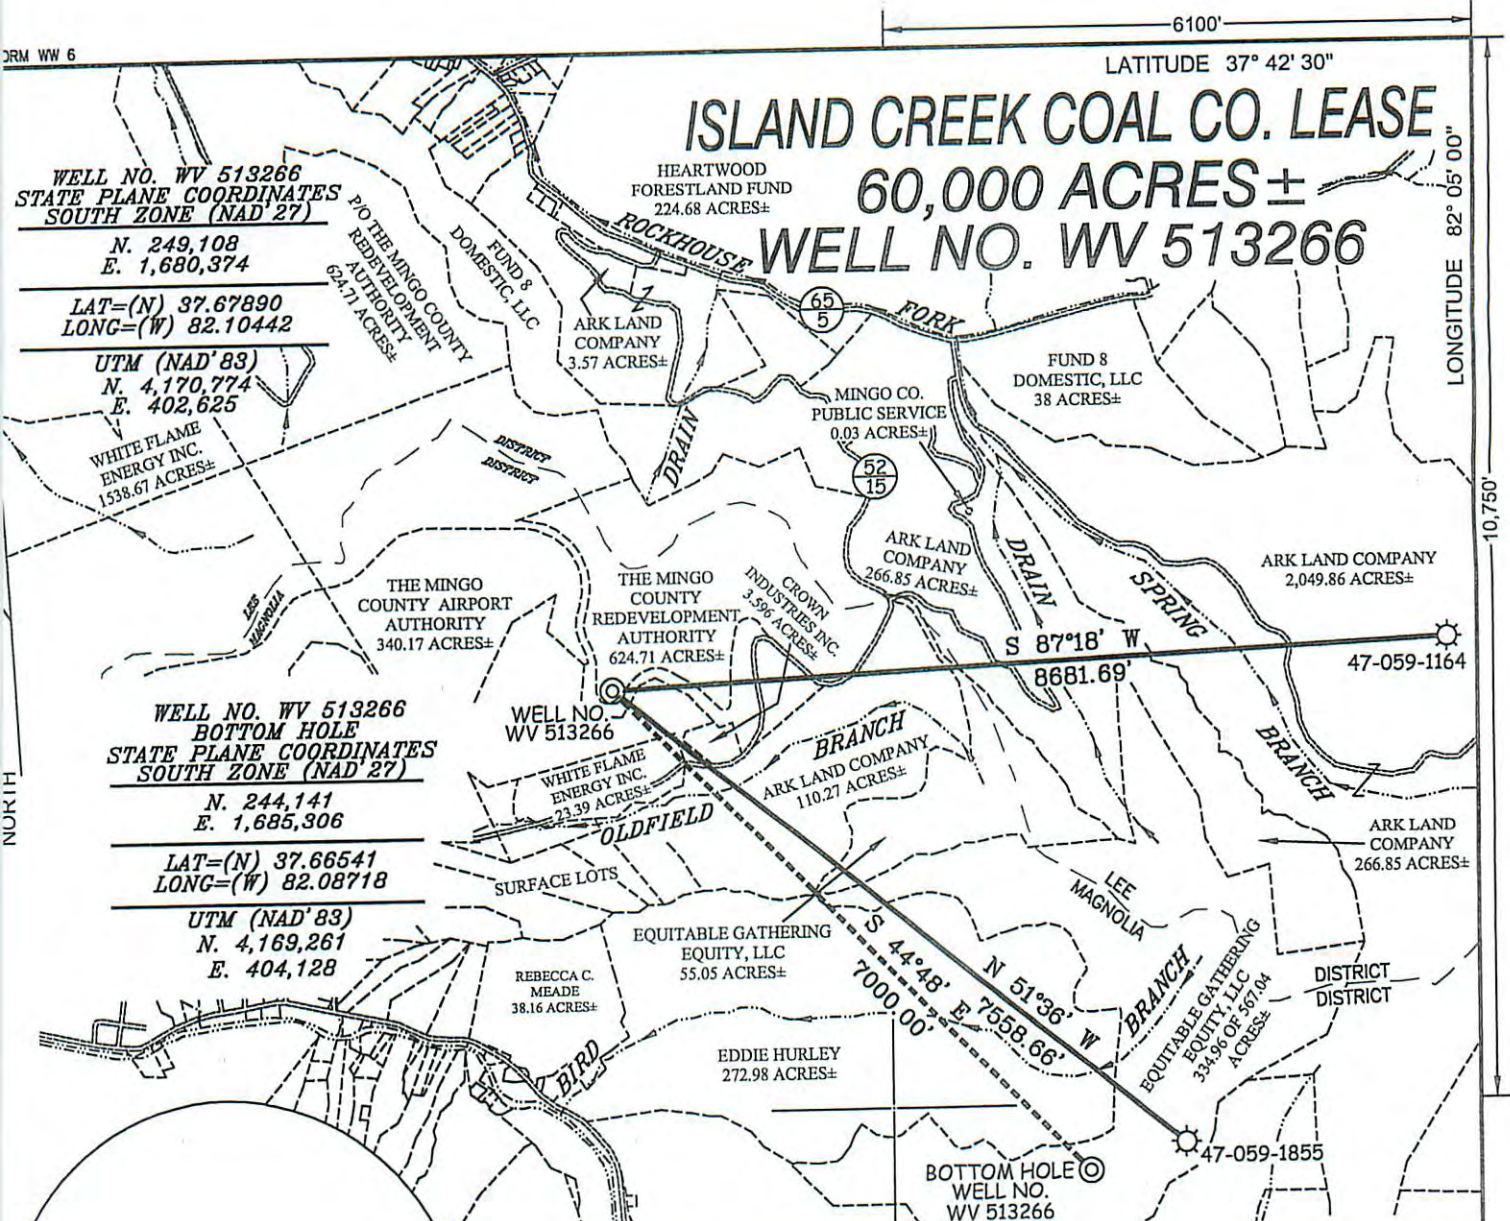 6100'
ORM WW 6
LATITUDE 37° 42' 30"
ISLAND CREEK COAL CO. LEASE
60,000 ACRES±
WELL NO. WV 513266
LONGITUDE 82° 05' 00"
10,750'
WELL NO. WV 513266
STATE PLANE COORDINATES
SOUTH ZONE (NAD'27)
N. 249,108
E. 1,680,374
LAT=(N) 37.67890
LONG=(W) 82.10442
UTM (NAD'83)
N. 4,170,774
E. 402,625
HEARTWOOD
FORESTLAND FUND
224.68 ACRES±
P/O THE MINGO COUNTY
REDEVELOPMENT
AUTHORITY
624.71 ACRES±
FUND 8
DOMESTIC, LLC
ROCKHOUSE
FORK
65
5
ARK LAND
COMPANY
3.57 ACRES±
FUND 8
DOMESTIC, LLC
38 ACRES±
MINGO CO.
PUBLIC SERVICE
0.03 ACRES±
WHITE FLAME
ENERGY INC.
1538.67 ACRES±
DISTRICT
DISTRICT
DRAIN
52
15
ARK LAND
COMPANY
266.85 ACRES±
DRAIN
SPRING
BRANCH
ARK LAND COMPANY
2,049.86 ACRES±
LEE
MAGNOLIA
THE MINGO
COUNTY AIRPORT
AUTHORITY
340.17 ACRES±
THE MINGO
COUNTY
REDEVELOPMENT
AUTHORITY
624.71 ACRES±
CROWN
INDUSTRIES INC.
3.596 ACRES±
S 87°18' W
8681.69'
47-059-1164
WELL NO.
WV 513266
WELL NO. WV 513266
BOTTOM HOLE
STATE PLANE COORDINATES
SOUTH ZONE (NAD'27)
N. 244,141
E. 1,685,306
LAT=(N) 37.66541
LONG=(W) 82.08718
UTM (NAD'83)
N. 4,169,261
E. 404,128
NORTH
WHITE FLAME
ENERGY INC.
23.39 ACRES±
OLDFIELD
BRANCH
ARK LAND COMPANY
110.27 ACRES±
ARK LAND
COMPANY
266.85 ACRES±
SURFACE LOTS
LEE
MAGNOLIA
EQUITABLE GATHERING
EQUITY, LLC
55.05 ACRES±
REBECCA C.
MEADE
38.16 ACRES±
S 44°48' E
7000.00'
N 51°36' W
7558.66'
BRANCH
EQUITABLE GATHERING
EQUITY, LLC
334.96 OF 567.04
ACRES±
DISTRICT
DISTRICT
BIRD
EDDIE HURLEY
272.98 ACRES±
47-059-1855
BOTTOM HOLE
WELL NO.
WV 513266